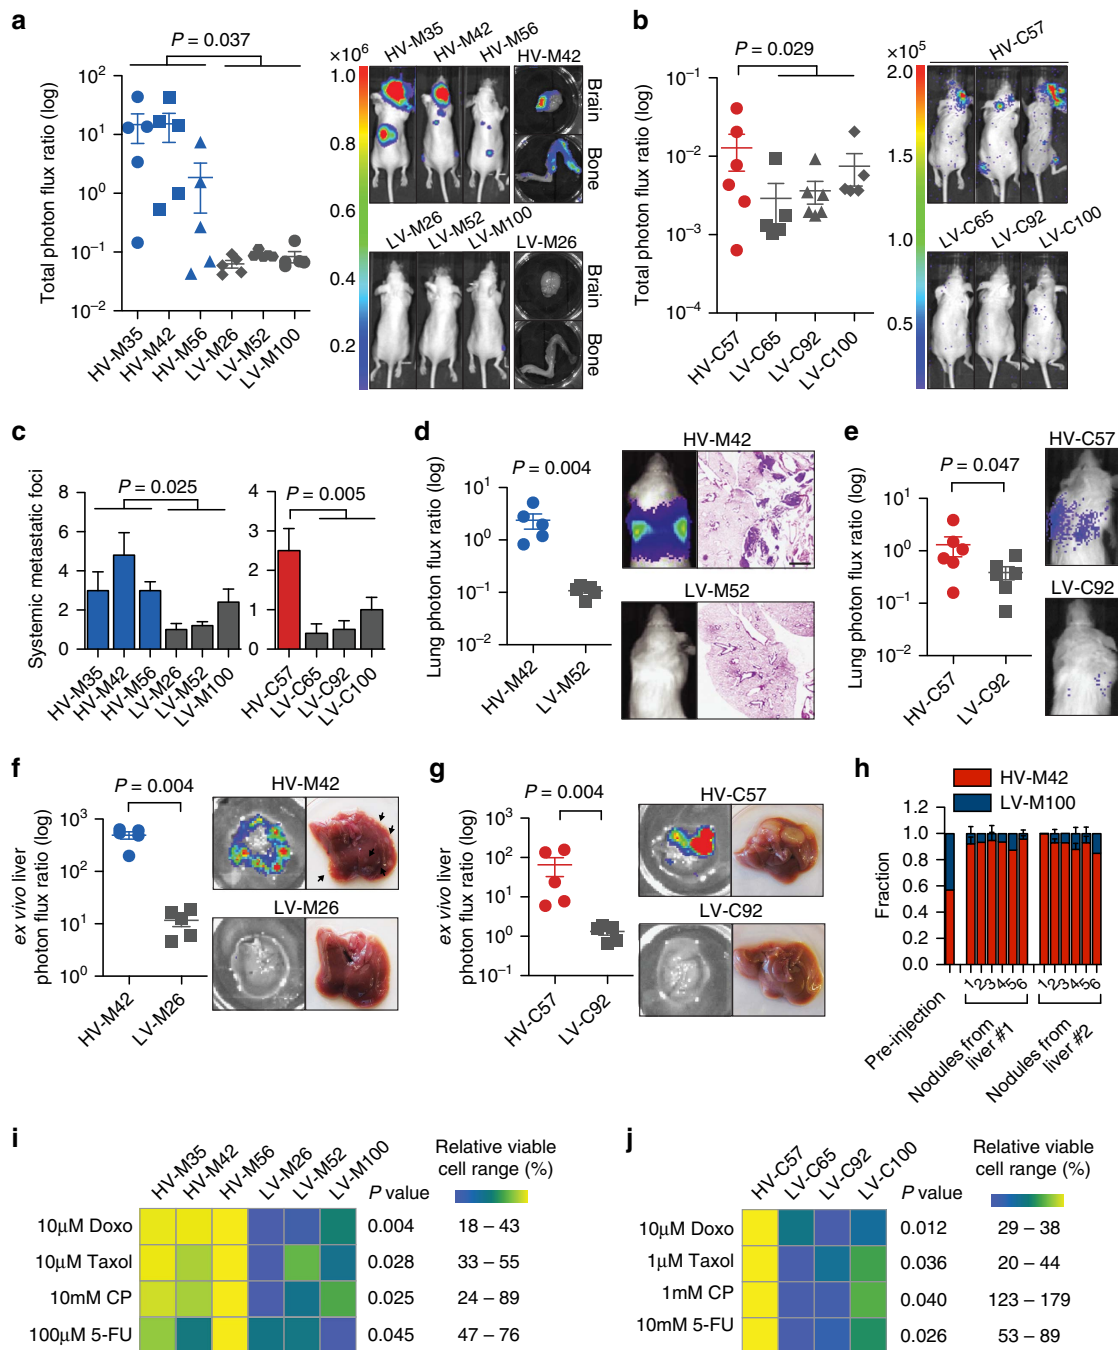 a
P = 0.037
Total photon flux ratio (log)
10²
10¹
10⁰
10⁻¹
10⁻²
HV-M35
HV-M42
HV-M56
LV-M26
LV-M52
LV-M100
×10⁶
1.0
0.8
0.6
0.4
0.2
HV-M35
HV-M42
HV-M56
HV-M42
Brain
Bone
LV-M26
LV-M52
LV-M100
LV-M26
Brain
Bone
b
P = 0.029
Total photon flux ratio (log)
10⁻¹
10⁻²
10⁻³
10⁻⁴
HV-C57
LV-C65
LV-C92
LV-C100
×10⁵
2.0
1.5
1.0
0.5
HV-C57
LV-C65
LV-C92
LV-C100
c
Systemic metastatic foci
P = 0.025
8
6
4
2
0
HV-M35
HV-M42
HV-M56
LV-M26
LV-M52
LV-M100
P = 0.005
4
3
2
1
0
HV-C57
LV-C65
LV-C92
LV-C100
d
P = 0.004
Lung photon flux ratio (log)
10¹
10⁰
10⁻¹
10⁻²
HV-M42
LV-M52
HV-M42
LV-M52
e
P = 0.047
Lung photon flux ratio (log)
10¹
10⁰
10⁻¹
10⁻²
HV-C57
LV-C92
HV-C57
LV-C92
f
P = 0.004
ex vivo liver
photon flux ratio (log)
10³
10²
10¹
10⁰
HV-M42
LV-M26
HV-M42
LV-M26
g
P = 0.004
ex vivo liver
photon flux ratio (log)
10³
10²
10¹
10⁰
10⁻¹
HV-C57
LV-C92
HV-C57
LV-C92
h
HV-M42
LV-M100
Fraction
1.2
1.0
0.8
0.6
0.4
0.2
0.0
1 2 3 4 5 6
1 2 3 4 5 6
Pre-injection
Nodules from
liver #1
Nodules from
liver #2
i
HV-M35
HV-M42
HV-M56
LV-M26
LV-M52
LV-M100
P value
Relative viable
cell range (%)
10µM Doxo 0.004 18 – 43
10µM Taxol 0.028 33 – 55
10mM CP 0.025 24 – 89
100µM 5-FU 0.045 47 – 76
j
HV-C57
LV-C65
LV-C92
LV-C100
P value
Relative viable
cell range (%)
10µM Doxo 0.012 29 – 38
1µM Taxol 0.036 20 – 44
1mM CP 0.040 123 – 179
10mM 5-FU 0.026 53 – 89